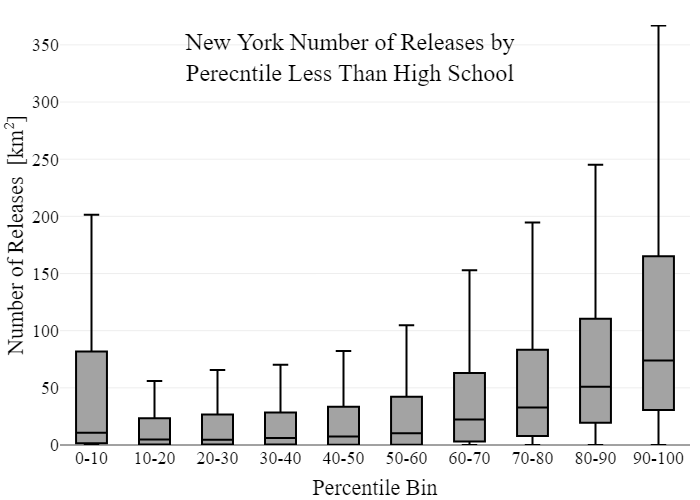 New York Number of Releases by
Perecntile Less Than High School
Number of Releases [km²]
350
300
250
200
150
100
50
0
0-10 10-20 20-30 30-40 40-50 50-60 60-70 70-80 80-90 90-100
Percentile Bin